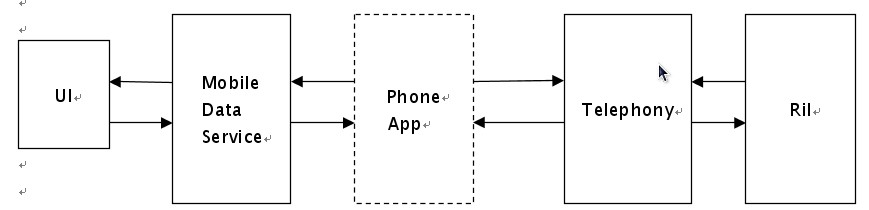 UI
Mobile
Data
Service
Phone
App
Telephony
Ril